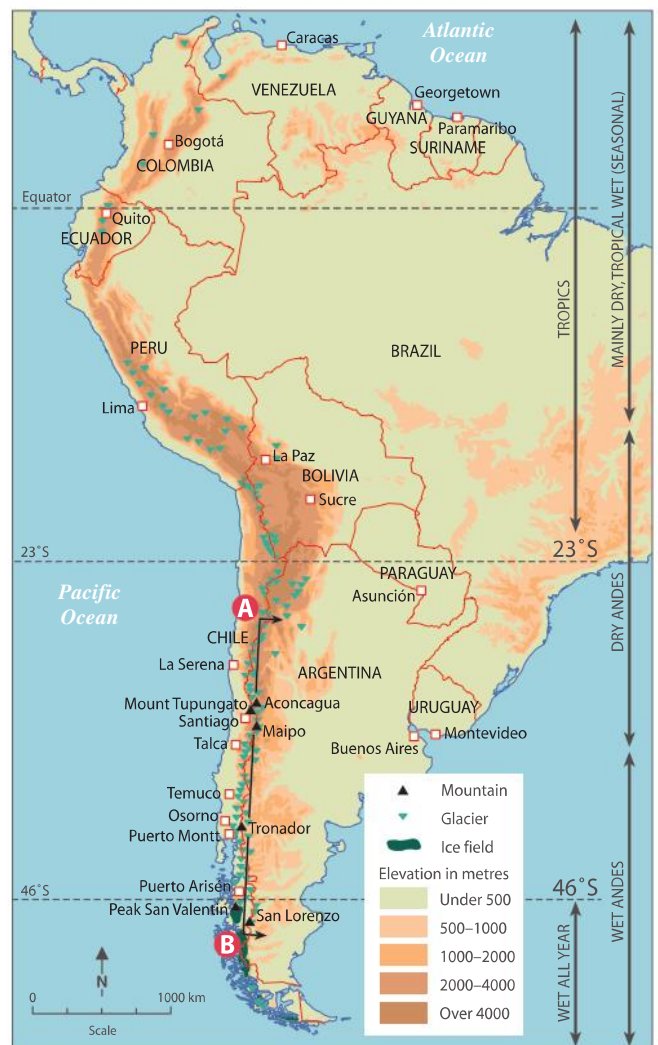 Atlantic
Ocean
Caracas
VENEZUELA
Georgetown
GUYANA
Paramaribo
SURINAME
Bogotá
COLOMBIA
Equator
Quito
ECUADOR
TROPICS
MAINLY DRY, TROPICAL WET (SEASONAL)
PERU
BRAZIL
Lima
La Paz
BOLIVIA
Sucre
23°S
23°S
Pacific
Ocean
PARAGUAY
Asunción
A
CHILE
DRY ANDES
La Serena
ARGENTINA
Mount Tupungato
Aconcagua
URUGUAY
Santiago
Maipo
Montevideo
Talca
Buenos Aires
Temuco
Osorno
Tronador
Puerto Montt
Mountain
Glacier
Ice field
Elevation in metres
Under 500
500–1000
1000–2000
2000–4000
Over 4000
Puerto Arisén
46°S
46°S
Peak San Valentin
San Lorenzo
B
WET ALL YEAR
WET ANDES
N
0
1000 km
Scale